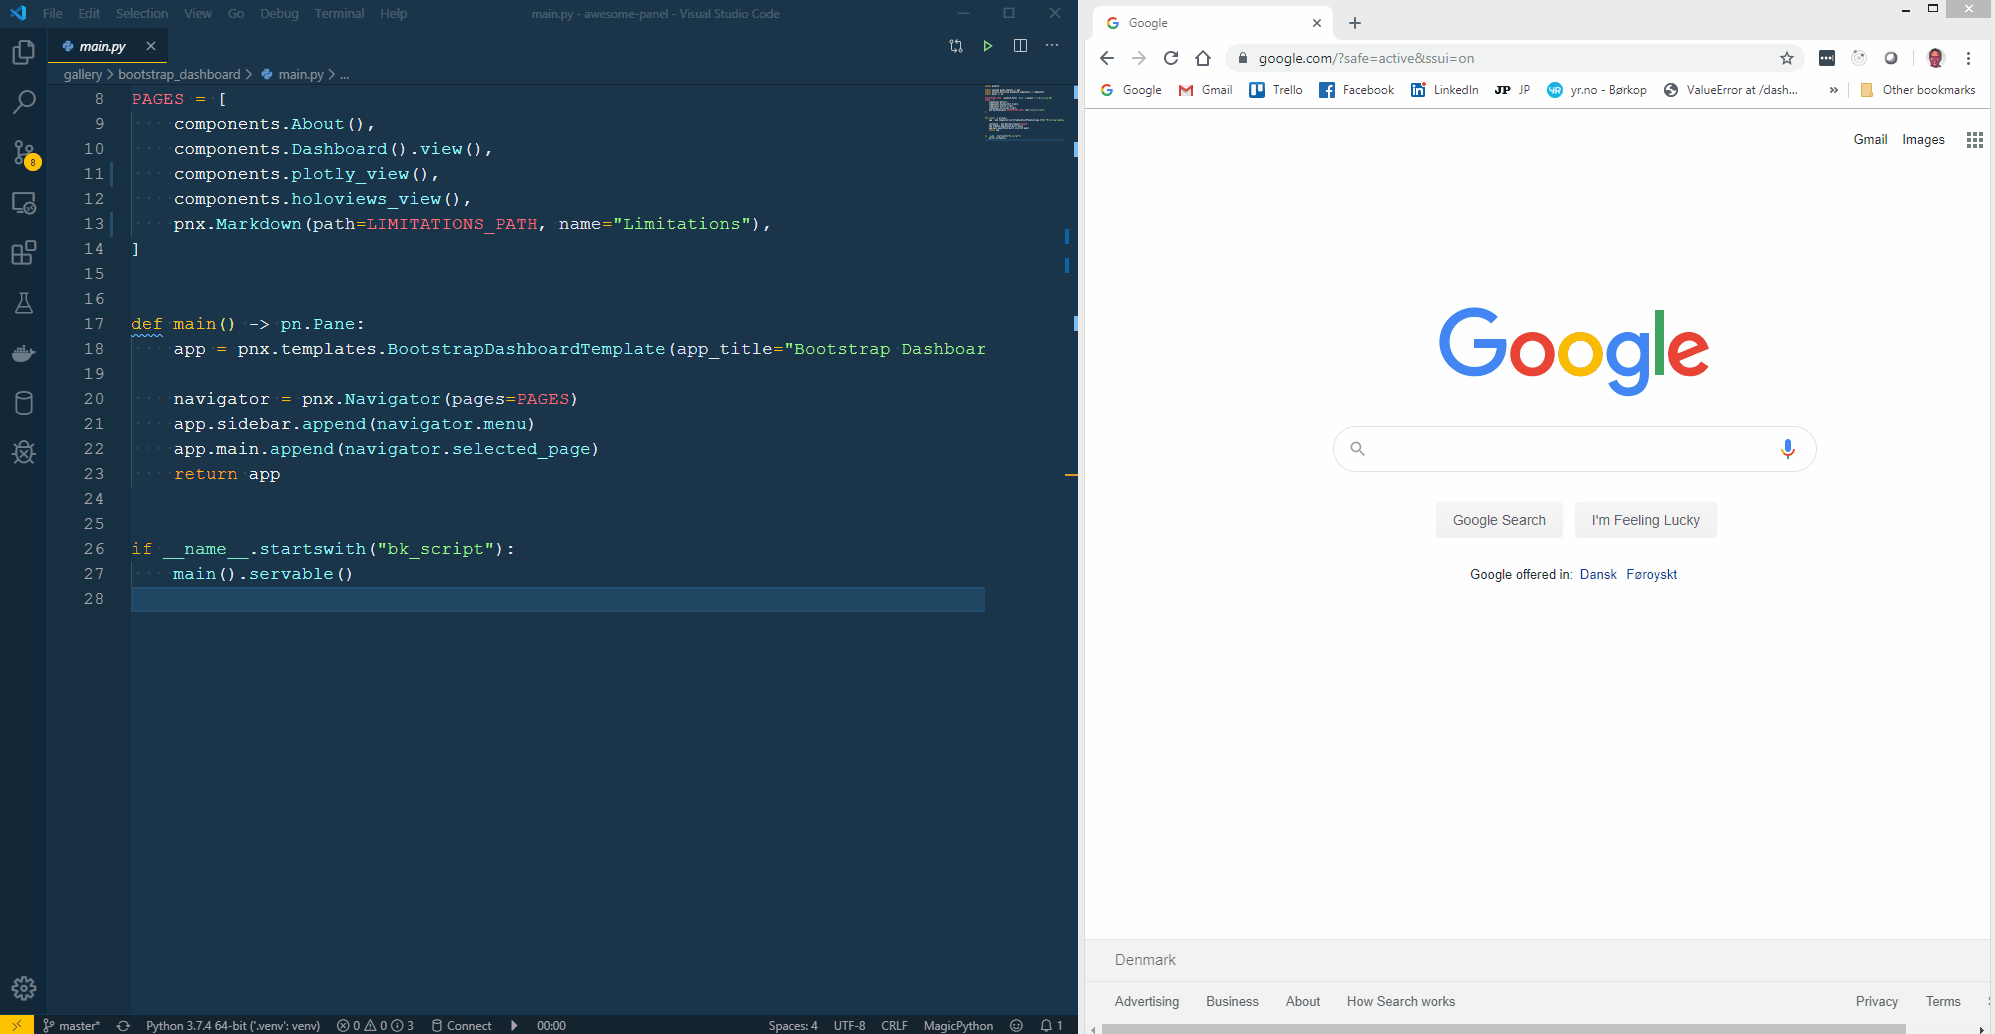 File Edit Selection View Go Debug Terminal Help
main.py - awesome-panel - Visual Studio Code
main.py
gallery > bootstrap_dashboard > main.py > ...
8 PAGES = [
9 components.About(),
10 components.Dashboard().view(),
11 components.plotly_view(),
12 components.holoviews_view(),
13 pnx.Markdown(path=LIMITATIONS_PATH, name="Limitations"),
14 ]
15
16
17 def main() -> pn.Pane:
18 app = pnx.templates.BootstrapDashboardTemplate(app_title="Bootstrap Dashboar
19
20 navigator = pnx.Navigator(pages=PAGES)
21 app.sidebar.append(navigator.menu)
22 app.main.append(navigator.selected_page)
23 return app
24
25
26 if __name__.startswith("bk_script"):
27 main().servable()
28
8
master* Python 3.7.4 64-bit ('.venv': venv) 0 0 3 Connect 00:00 Spaces: 4 UTF-8 CRLF MagicPython 1
Google
google.com/?safe=active&ssui=on
Google Gmail Trello Facebook LinkedIn JP JP YR yr.no - Børkop ValueError at /dash... » Other bookmarks
Gmail Images
Google
Google Search I'm Feeling Lucky
Google offered in: Dansk Føroyskt
Denmark
Advertising Business About How Search works Privacy Terms